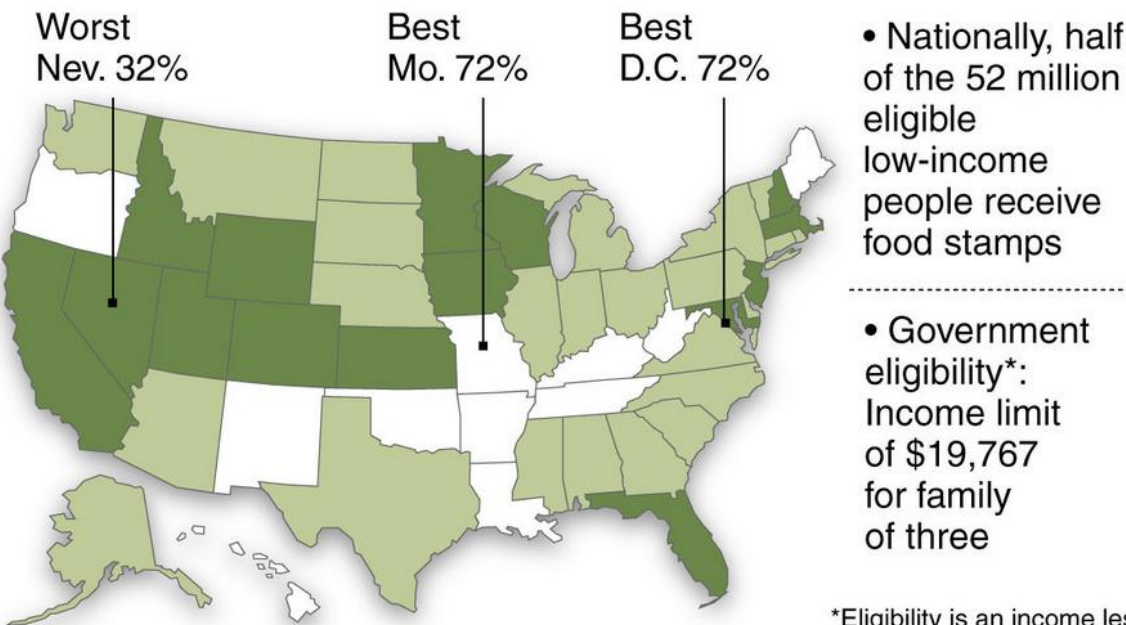 Worst
Nev. 32%
Best
Mo. 72%
Best
D.C. 72%
• Nationally, half
of the 52 million
eligible
low-income
people receive
food stamps
• Government
eligibility*:
Income limit
of $19,767
for family
of three
*Eligibility is an income